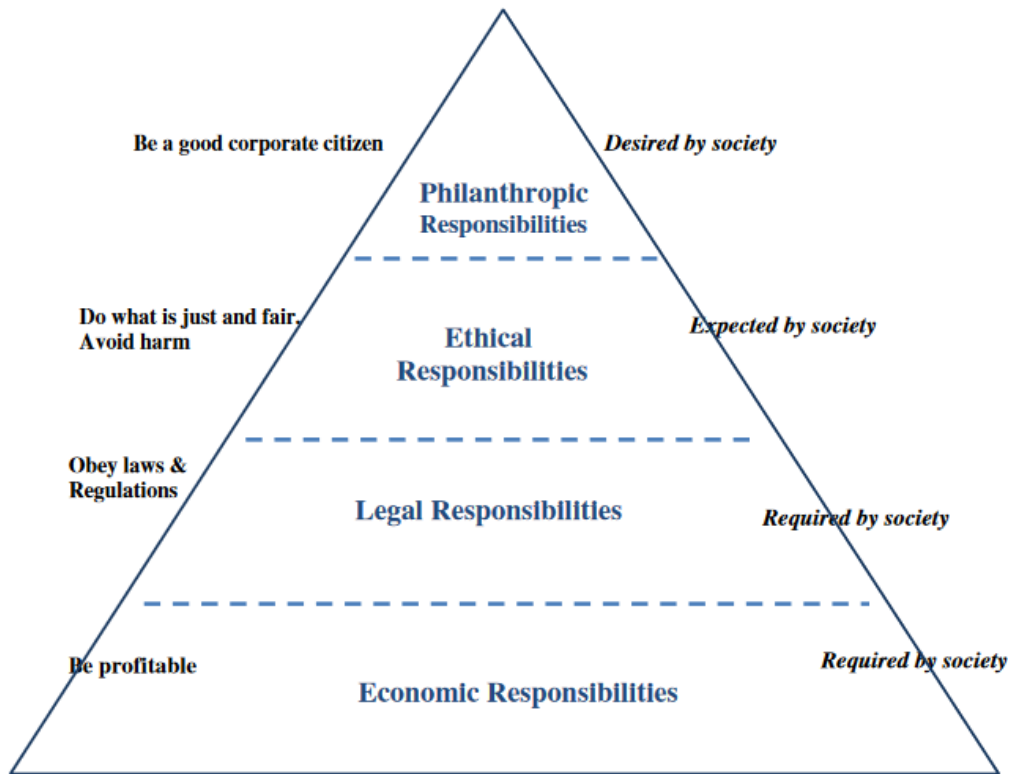 Be a good corporate citizen
Desired by society
Philanthropic
Responsibilities
Do what is just and fair,
Avoid harm
Expected by society
Ethical
Responsibilities
Obey laws &
Regulations
Legal Responsibilities
Required by society
Be profitable
Required by society
Economic Responsibilities